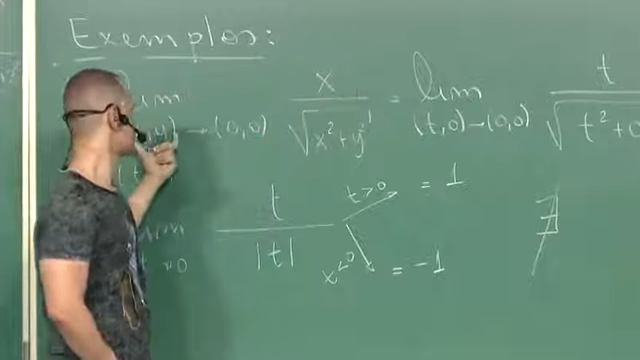 Exemplos:
lim (x,y)→(0,0) x/√(x²+y²) = lim (t,0)→(0,0) t/√(t²+0
lim t→0 t/|t| t>0 = 1
x<0 = -1
∄